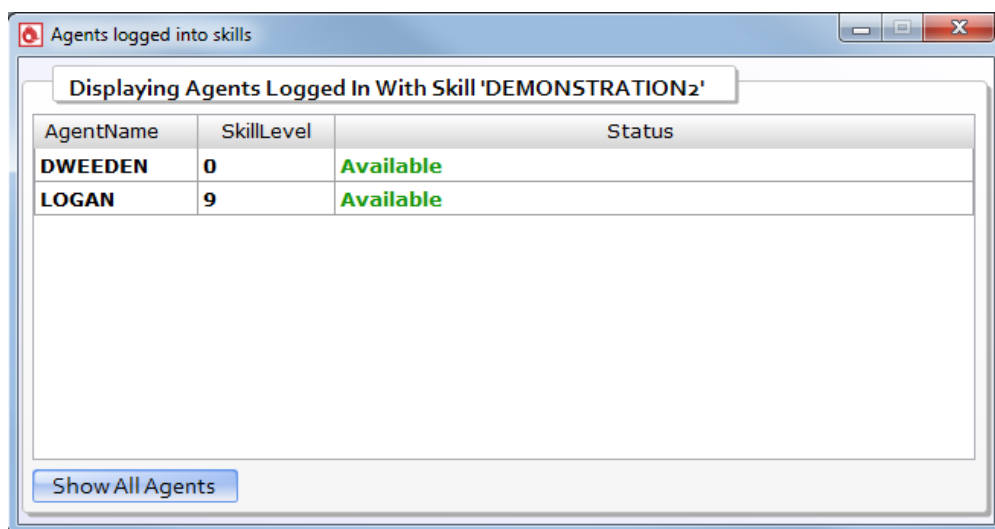 Agents logged into skills
Displaying Agents Logged In With Skill 'DEMONSTRATION2'
AgentName SkillLevel Status
DWEEDEN 0 Available
LOGAN 9 Available
Show All Agents